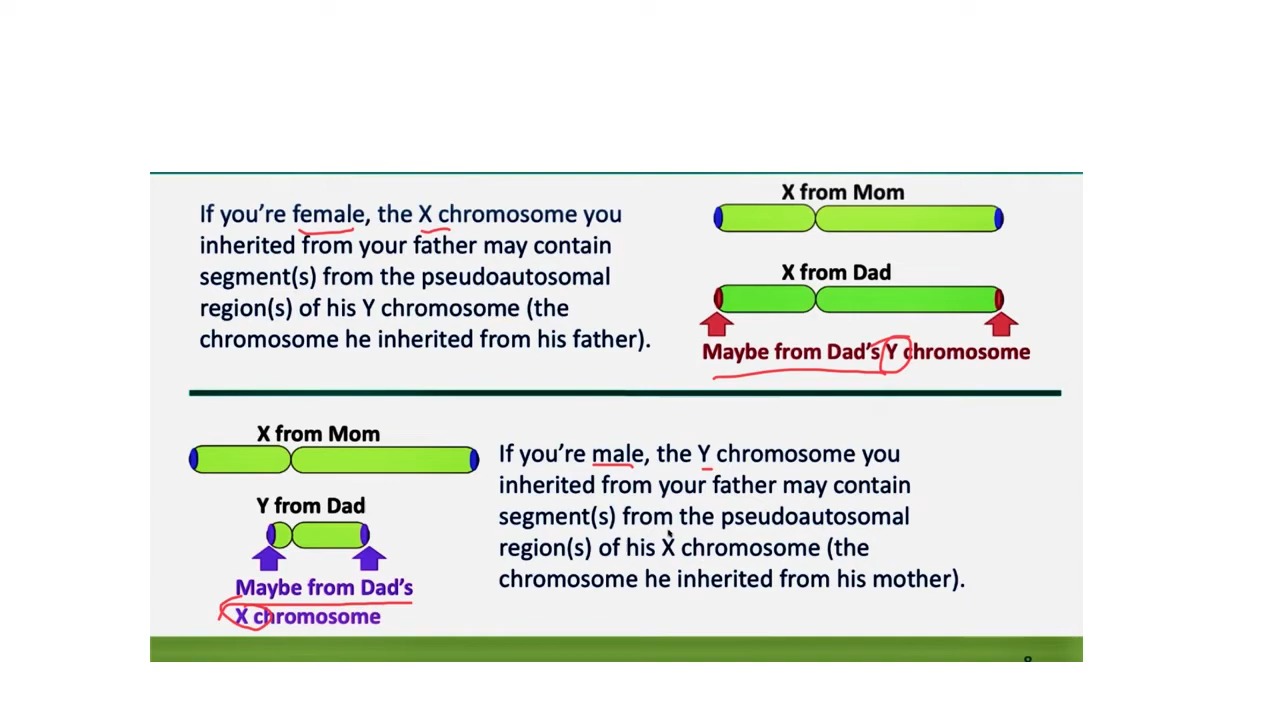 X from Mom
If you're female, the X chromosome you
inherited from your father may contain
segment(s) from the pseudoautosomal
region(s) of his Y chromosome (the
chromosome he inherited from his father).
X from Dad
Maybe from Dad's Y chromosome
X from Mom
Y from Dad
Maybe from Dad's
X chromosome
If you're male, the Y chromosome you
inherited from your father may contain
segment(s) from the pseudoautosomal
region(s) of his X chromosome (the
chromosome he inherited from his mother).